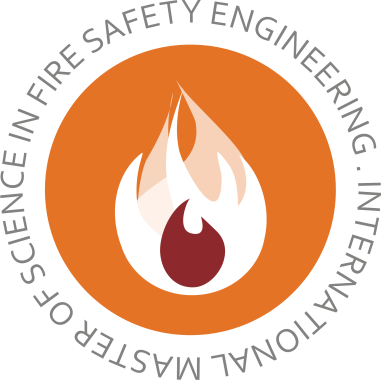 INTERNATIONAL MASTER OF SCIENCE IN FIRE SAFETY ENGINEERING .